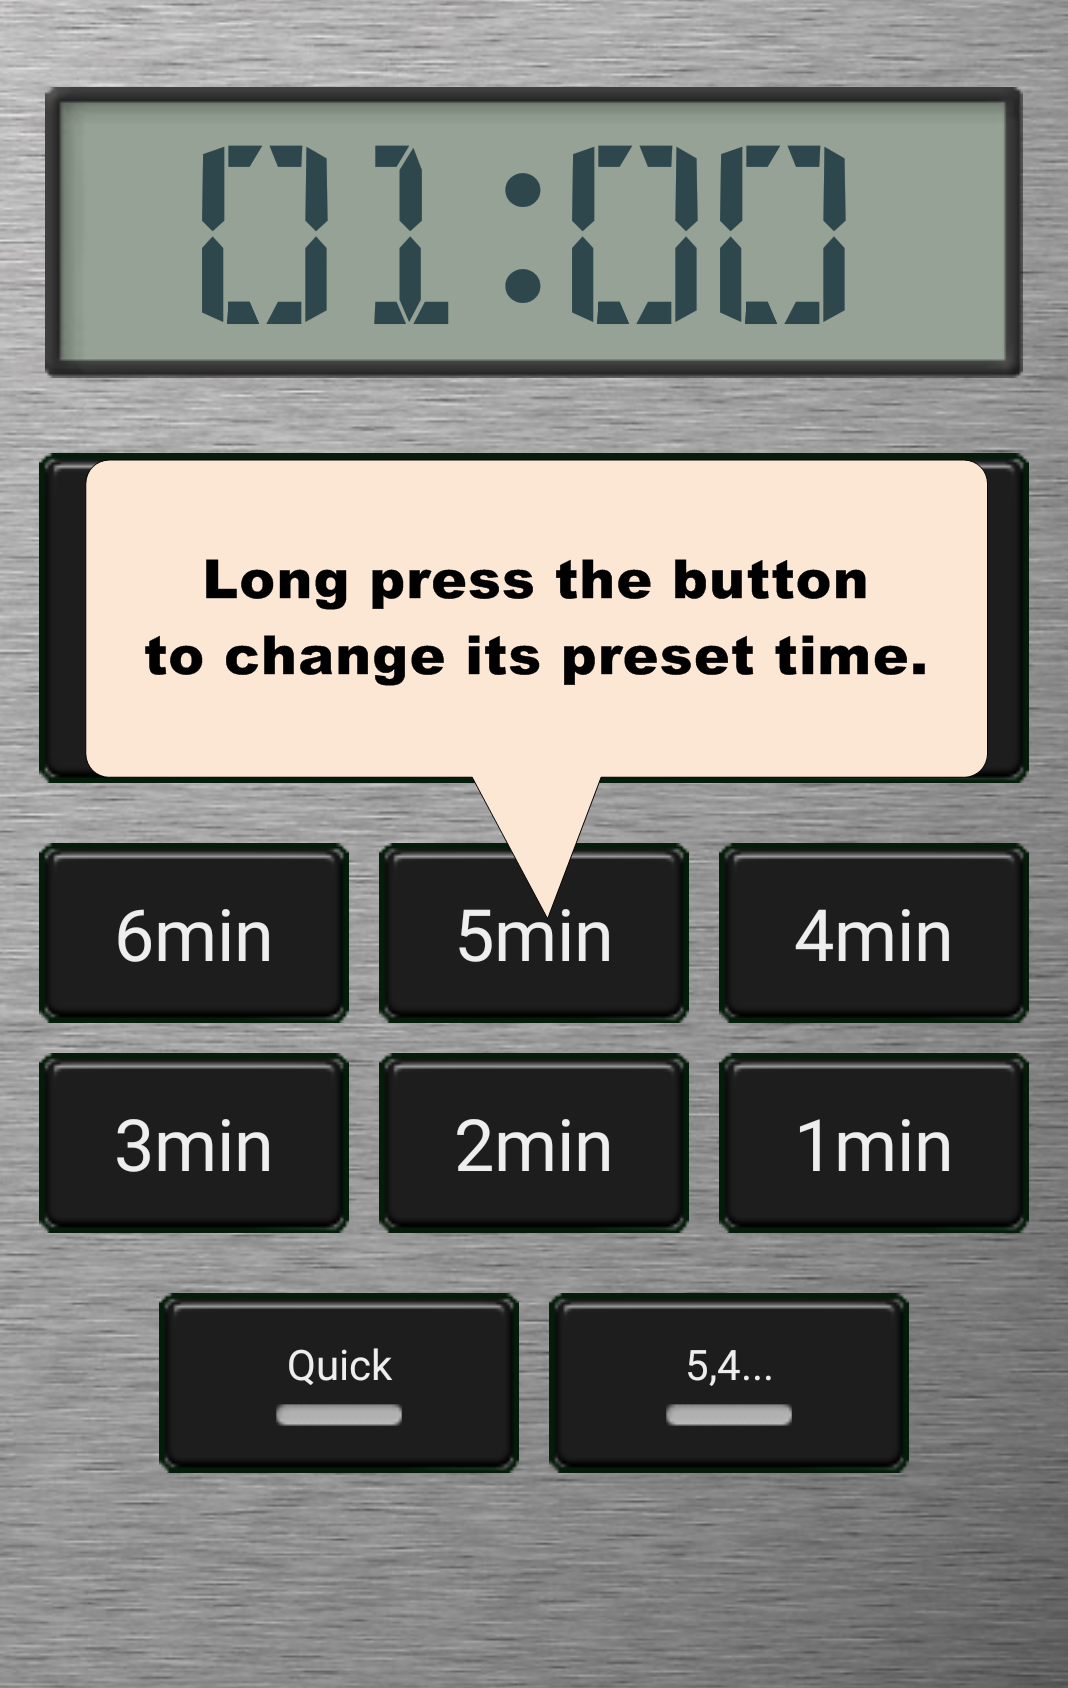 01:00
Long press the button
to change its preset time.
6min 5min 4min
3min 2min 1min
Quick 5,4...